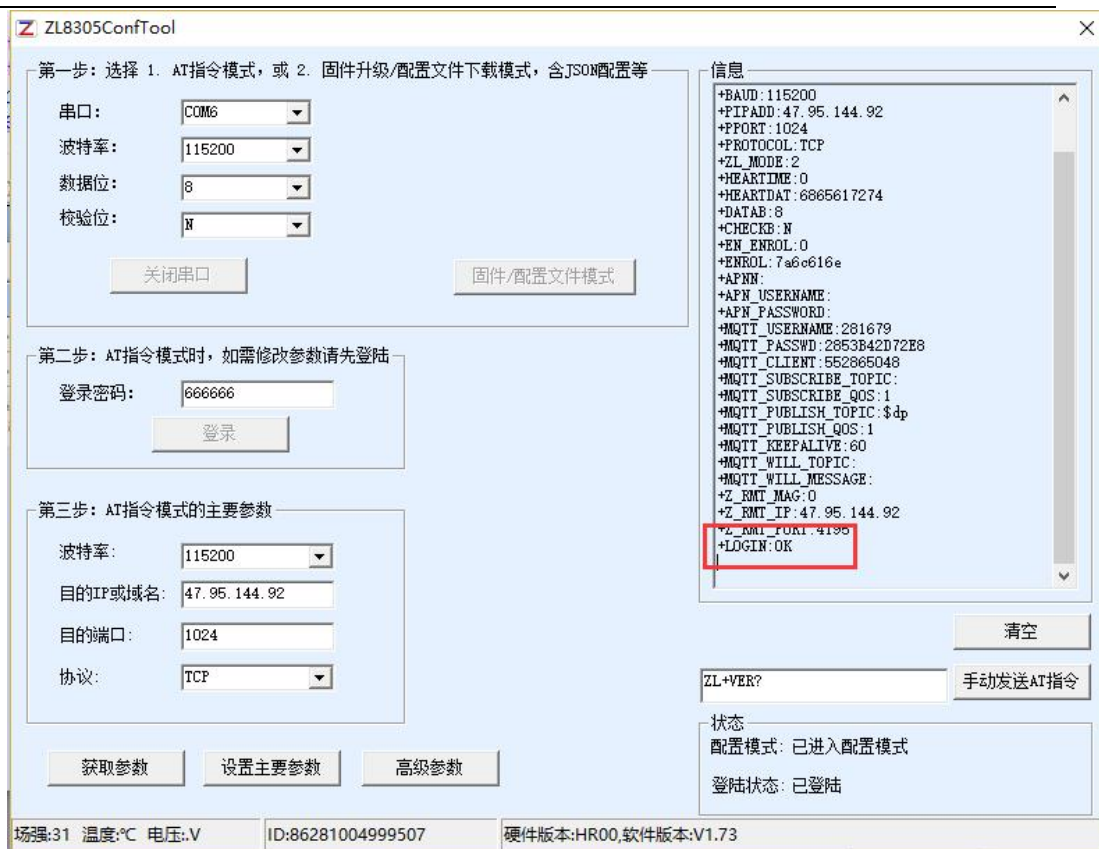 ZL8305ConfTool
第一步: 选择 1. AT指令模式, 或 2. 固件升级/配置文件下载模式, 含JSON配置等
串口:
COM6
波特率:
115200
数据位:
8
校验位:
N
关闭串口
固件/配置文件模式
第二步: AT指令模式时, 如需修改参数请先登陆
登录密码:
666666
登录
第三步: AT指令模式的主要参数
波特率:
115200
目的IP或域名:
47.95.144.92
目的端口:
1024
协议:
TCP
获取参数
设置主要参数
高级参数
信息
+BAUD:115200
+PIPADD:47.95.144.92
+PPORT:1024
+PROTOCOL:TCP
+ZL_MODE:2
+HEARTIME:0
+HEARTDAT:6865617274
+DATAB:8
+CHECKB:N
+EN_ENROL:0
+ENROL:7a6c616e
+APNN:
+APN_USERNAME:
+APN_PASSWORD:
+MQTT_USERNAME:281679
+MQTT_PASSWD:2853B42D72E8
+MQTT_CLIENT:552865048
+MQTT_SUBSCRIBE_TOPIC:
+MQTT_SUBSCRIBE_QOS:1
+MQTT_PUBLISH_TOPIC:$dp
+MQTT_PUBLISH_QOS:1
+MQTT_KEEPALIVE:60
+MQTT_WILL_TOPIC:
+MQTT_WILL_MESSAGE:
+Z_RMT_MAG:0
+Z_RMT_IP:47.95.144.92
+Z_RMT_PORT:4195
+LOGIN:OK
清空
ZL+VER?
手动发送AT指令
状态
配置模式: 已进入配置模式
登陆状态: 已登陆
场强:31 温度:℃ 电压:.V
ID:86281004999507
硬件版本:HR00,软件版本:V1.73